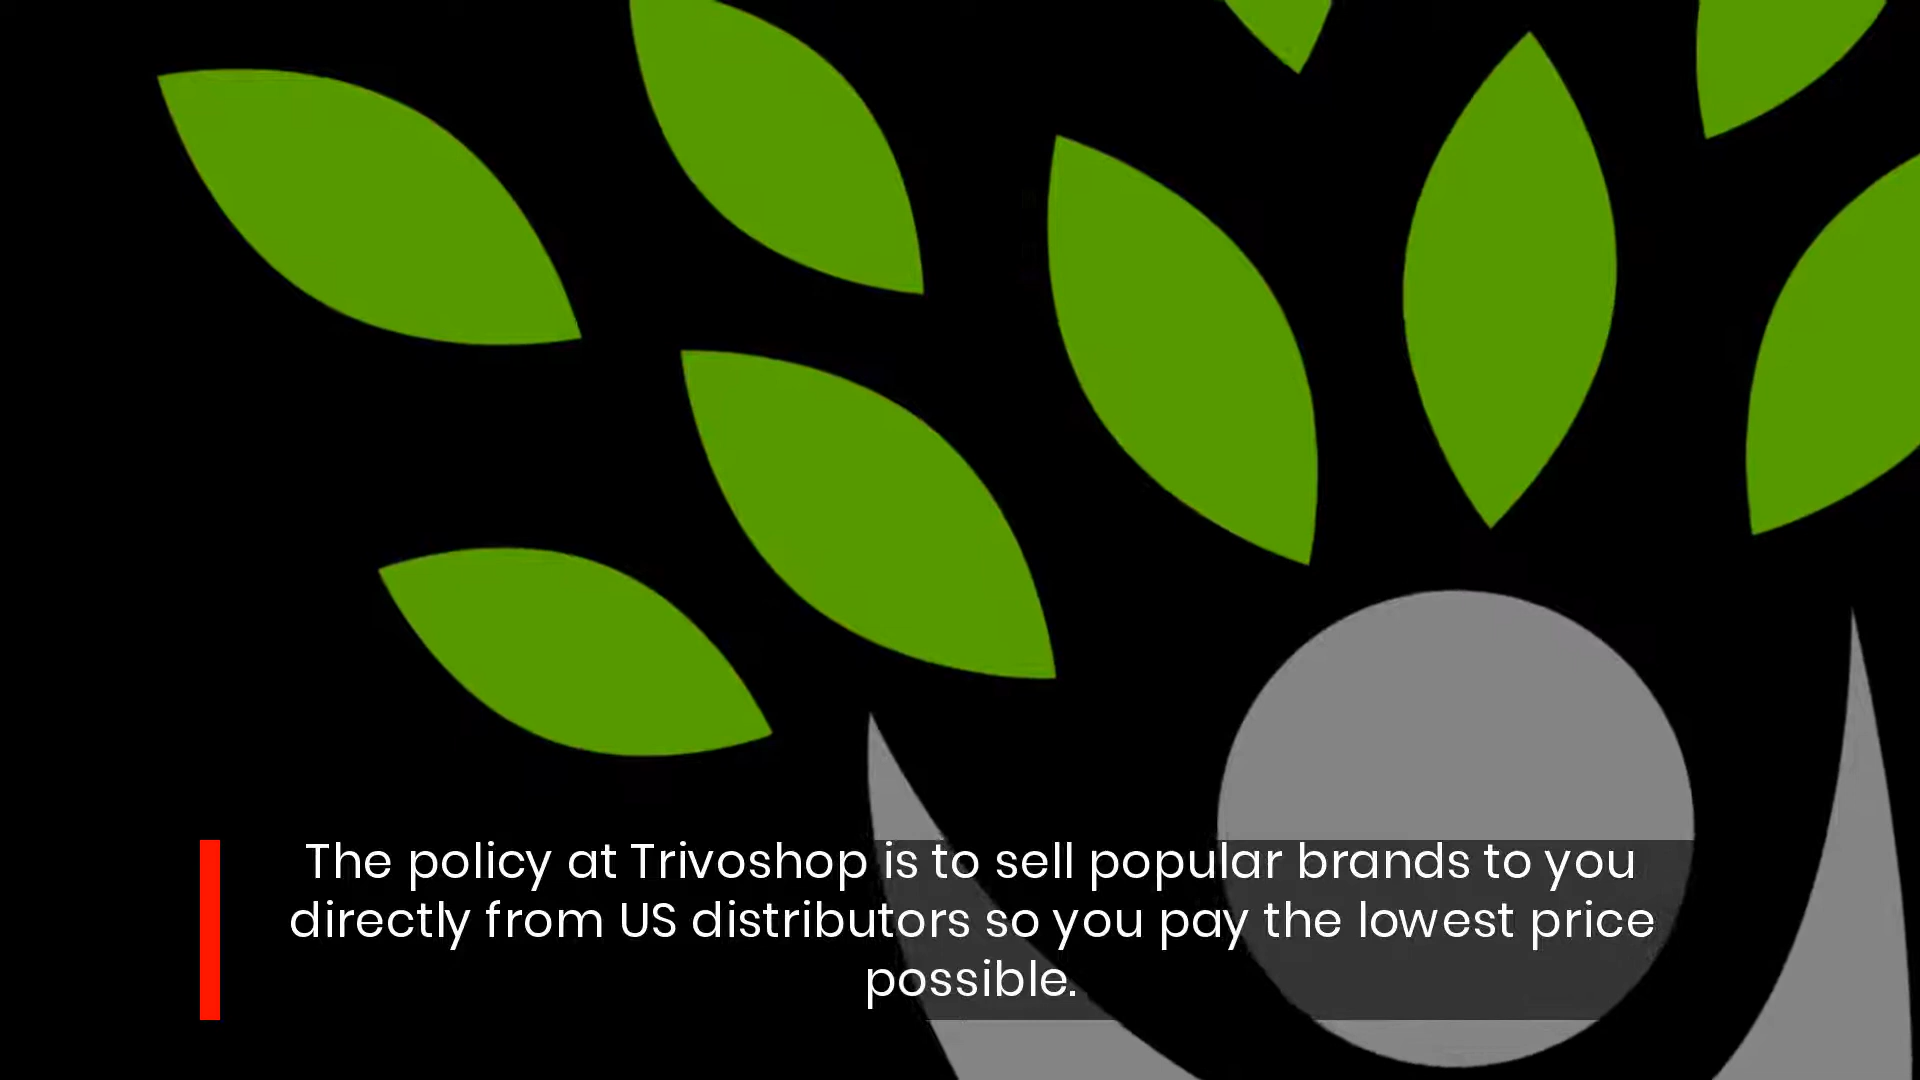 The policy at Trivoshop is to sell popular brands to you
directly from US distributors so you pay the lowest price
possible.